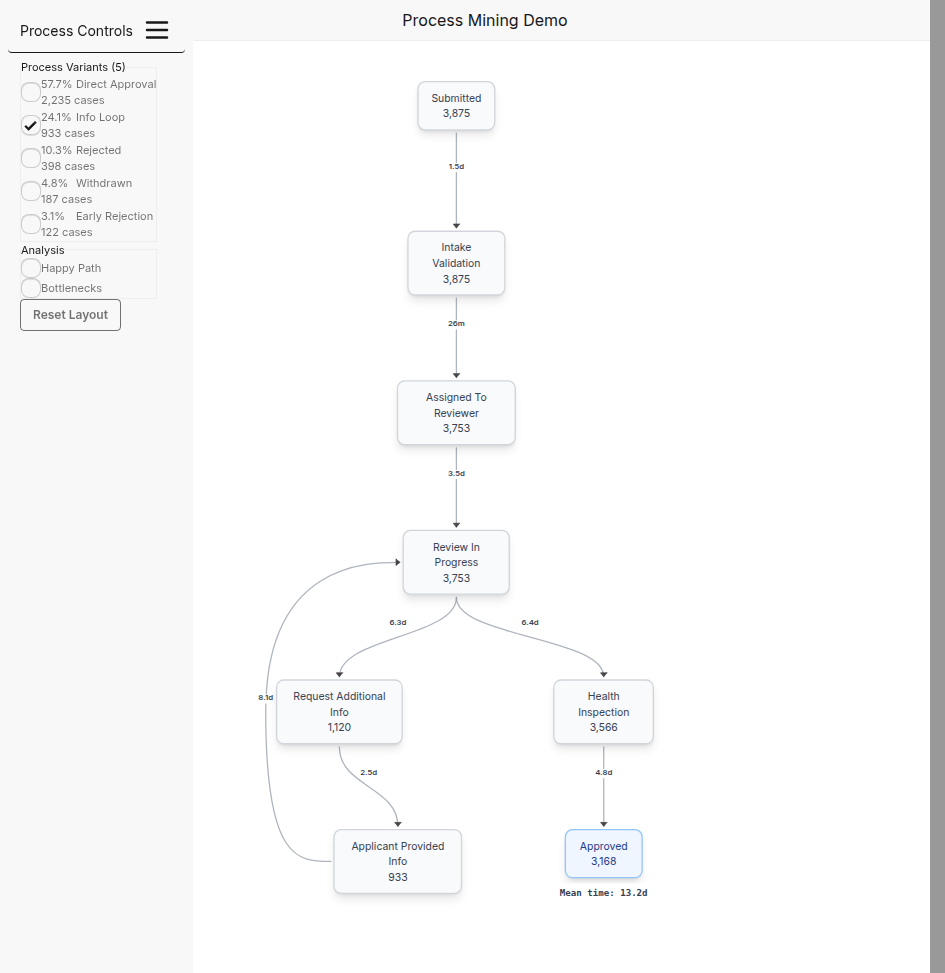 Process Controls
Process Mining Demo
Process Variants (5)
57.7% Direct Approval
2,235 cases
24.1% Info Loop
933 cases
10.3% Rejected
398 cases
4.8% Withdrawn
187 cases
3.1% Early Rejection
122 cases
Analysis
Happy Path
Bottlenecks
Reset Layout
Submitted
3,875
1.5d
Intake
Validation
3,875
26m
Assigned To
Reviewer
3,753
3.5d
Review In
Progress
3,753
6.3d
6.4d
8.1d
Request Additional
Info
1,120
Health
Inspection
3,566
2.5d
4.8d
Applicant Provided
Info
933
Approved
3,168
Mean time: 13.2d